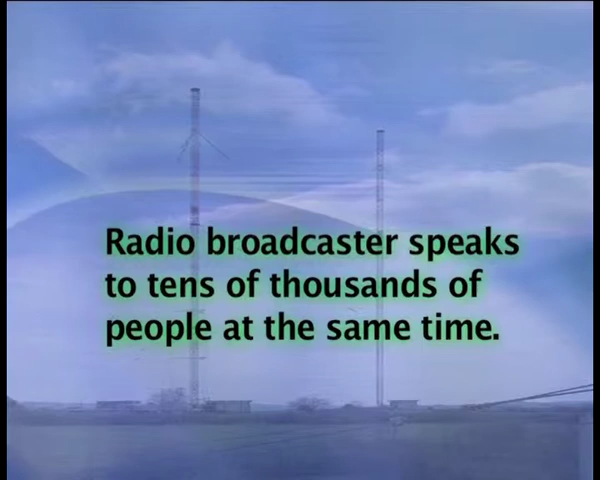 Radio broadcaster speaks
to tens of thousands of
people at the same time.